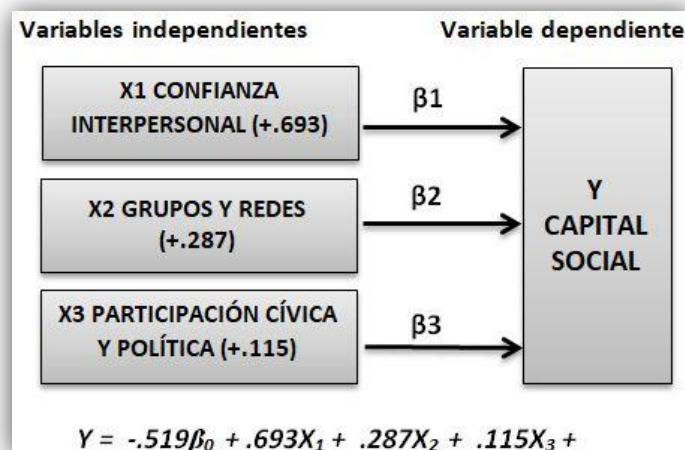 Variables independientes
Variable dependiente
X1 CONFIANZA
INTERPERSONAL (+.693)
β1
X2 GRUPOS Y REDES
(+.287)
β2
X3 PARTICIPACIÓN CÍVICA
Y POLÍTICA (+.115)
β3
Y
CAPITAL
SOCIAL
Y = -.519β₀ + .693X₁ + .287X₂ + .115X₃ +